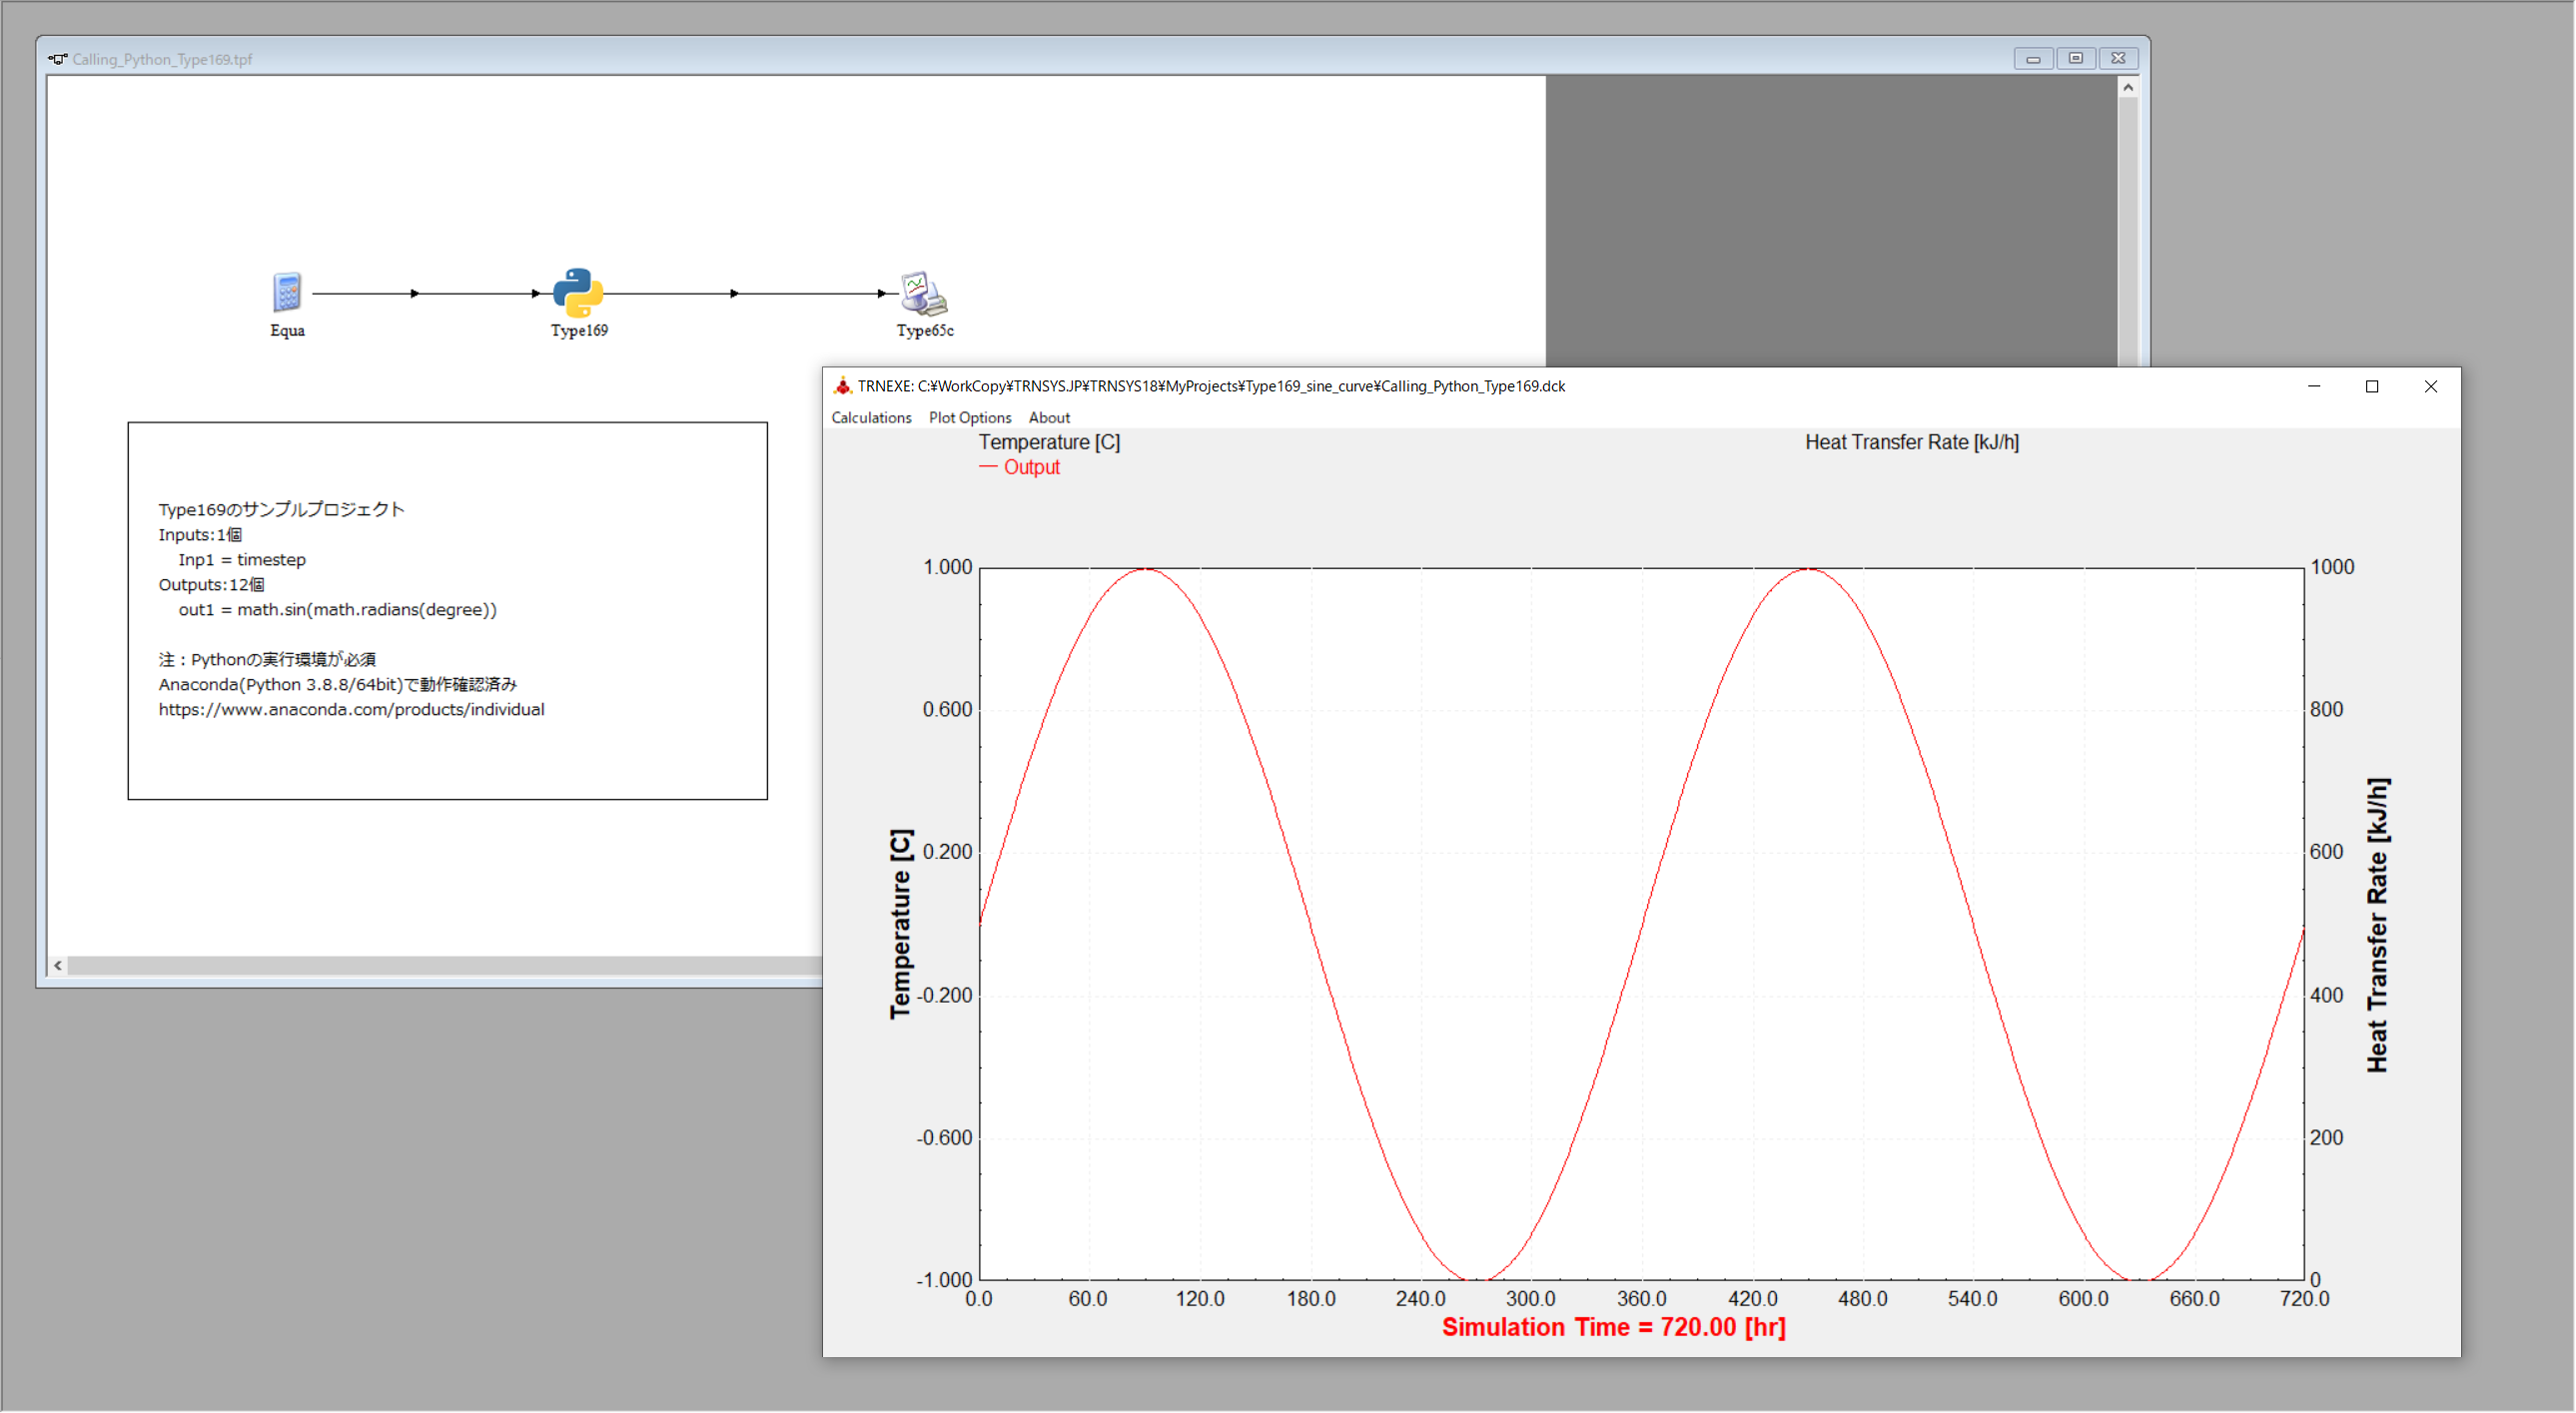 Calling_Python_Type169.tpf
Equa
Type169
Type65c
Type169のサンプルプロジェクト
Inputs:1個
Inp1 = timestep
Outputs:12個
out1 = math.sin(math.radians(degree))
注：Pythonの実行環境が必須
Anaconda(Python 3.8.8/64bit)で動作確認済み
https://www.anaconda.com/products/individual
TRNEXE: C:¥WorkCopy¥TRNSYS.JP¥TRNSYS18¥MyProjects¥Type169_sine_curve¥Calling_Python_Type169.dck
Calculations Plot Options About
Temperature [C] Heat Transfer Rate [kJ/h]
Output
1.000
0.600
0.200
-0.200
-0.600
-1.000
Temperature [C]
1000
800
600
400
200
0
Heat Transfer Rate [kJ/h]
0.0 60.0 120.0 180.0 240.0 300.0 360.0 420.0 480.0 540.0 600.0 660.0 720.0
Simulation Time = 720.00 [hr]